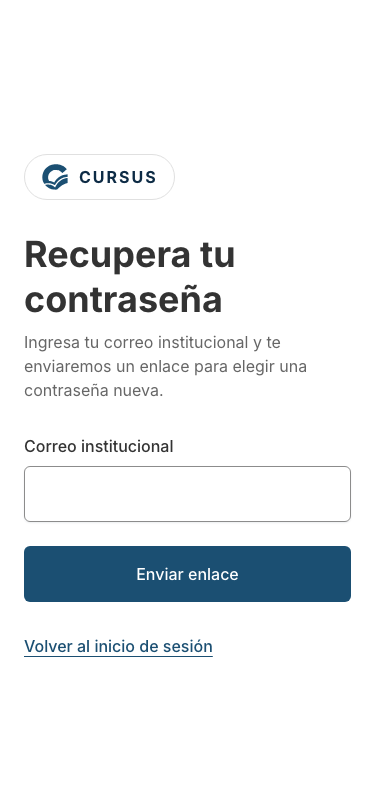 CURSUS
Recupera tu
contraseña
Ingresa tu correo institucional y te
enviaremos un enlace para elegir una
contraseña nueva.
Correo institucional
Enviar enlace
Volver al inicio de sesión